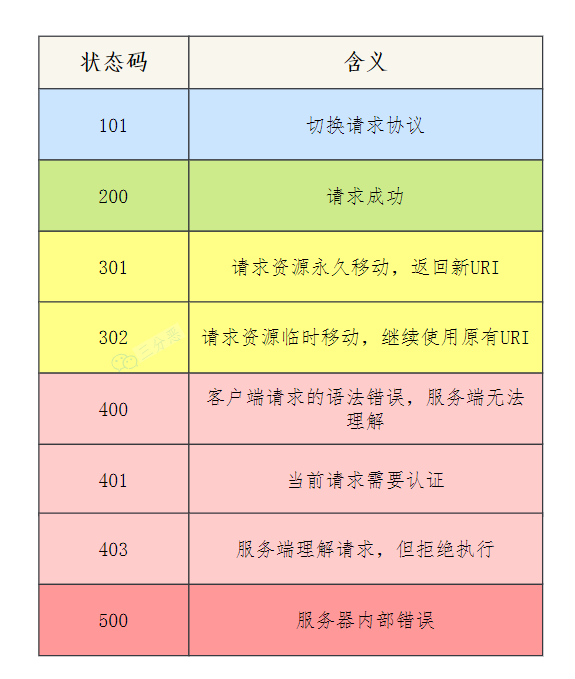 状态码 含义
101 切换请求协议
200 请求成功
301 请求资源永久移动，返回新URI
302 请求资源临时移动，继续使用原有URI
400 客户端请求的语法错误，服务端无法
理解
401 当前请求需要认证
403 服务端理解请求，但拒绝执行
500 服务器内部错误
三分恶